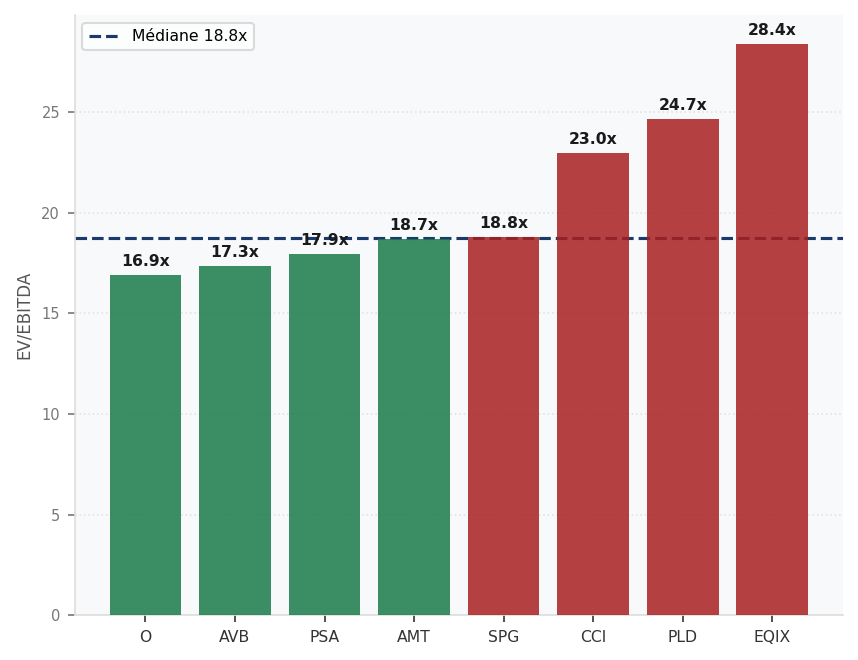 Médiane 18.8x
28.4x
24.7x
23.0x
18.8x
18.7x
17.9x
17.3x
16.9x
EV/EBITDA
25
20
15
10
5
0
O AVB PSA AMT SPG CCI PLD EQIX